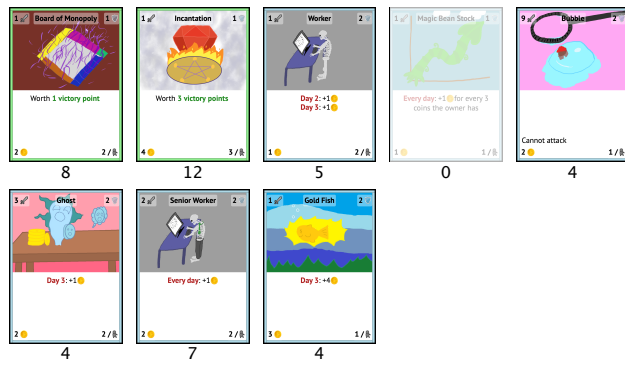 1 Board of Monopoly 1
Worth 1 victory point
2 2 /
8
1 Incantation 1
Worth 3 victory points
4 3 /
12
1 Worker 2
Day 2: +1
Day 3: +1
1 2 /
5
1 Magic Bean Stock 1
Every day: +1 for every 3
coins the owner has
1 1 /
0
9 Bubble 2
Cannot attack
2 1 /
4
3 Ghost 2
Day 3: +1
2 2 /
4
2 Senior Worker 2
Every day: +1
2 2 /
7
1 Gold Fish 2
Day 3: +4
3 1 /
4